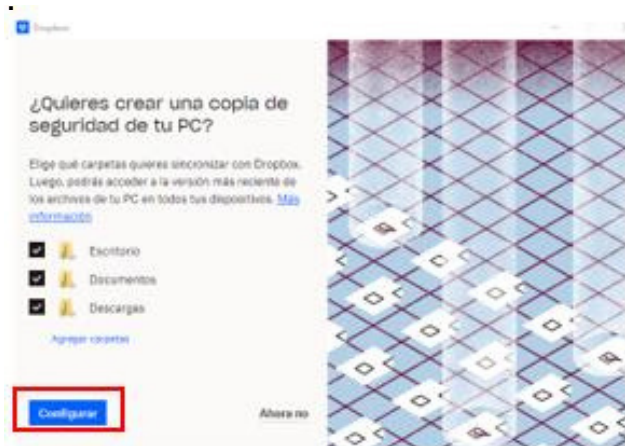 Dropbox
¿Quieres crear una copia de
seguridad de tu PC?
Elige qué carpetas quieres sincronizar con Dropbox.
Luego, podrás acceder a la versión más reciente de
los archivos de tu PC en todos tus dispositivos. Más
información
Escritorio
Documentos
Descargas
Agregar carpetas
Configurar
Ahora no